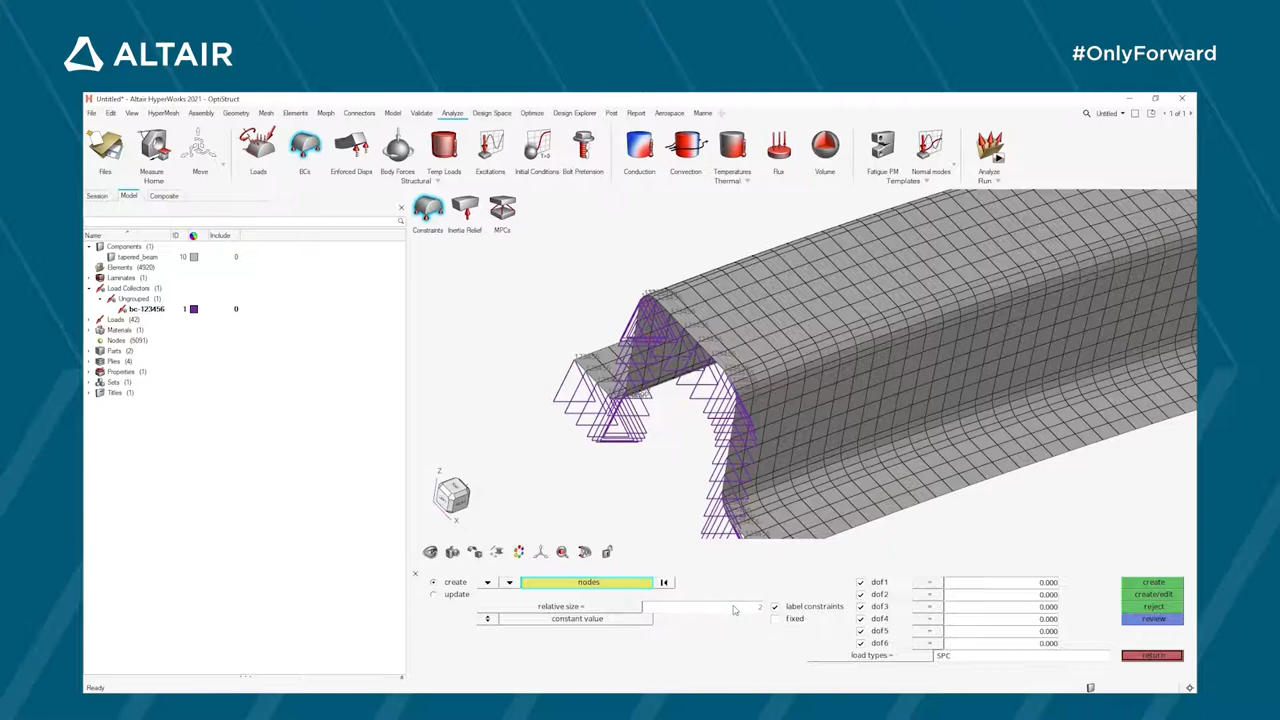 ALTAIR
#OnlyForward
Untitled* - Altair HyperWorks 2021 - OptiStruct
File Edit View HyperMesh Assembly Geometry Mesh Elements Morph Connectors Model Validate Analyze Design Space Optimize Design Explorer Post Report Aerospace Marine
Untitled 1 of 1
Files Measure Move Loads BCs Enforced Disps Body Forces Temp Loads Excitations Initial Conditions Bolt Pretension Conduction Convection Temperatures Flux Volume Fatigue PM Normal modes Analyze
Home Structural Thermal Templates Run
Session Model Composite
Constraints Inertia Relief MPCs
Name ID Include
Components (1)
tapered_beam 10 0
Elements (4920)
Laminates (1)
Load Collectors (1)
Ungrouped (1)
bc-123456 1 0
Loads (42)
Materials (1)
Nodes (5091)
Parts (2)
Plies (4)
Properties (1)
Sets (1)
Titles (1)
Z
X
create nodes dof1 = 0.000 create
update dof2 = 0.000 create/edit
relative size = 2 label constraints dof3 = 0.000 reject
constant value fixed dof4 = 0.000 review
dof5 = 0.000
dof6 = 0.000
load types = SPC return
Ready